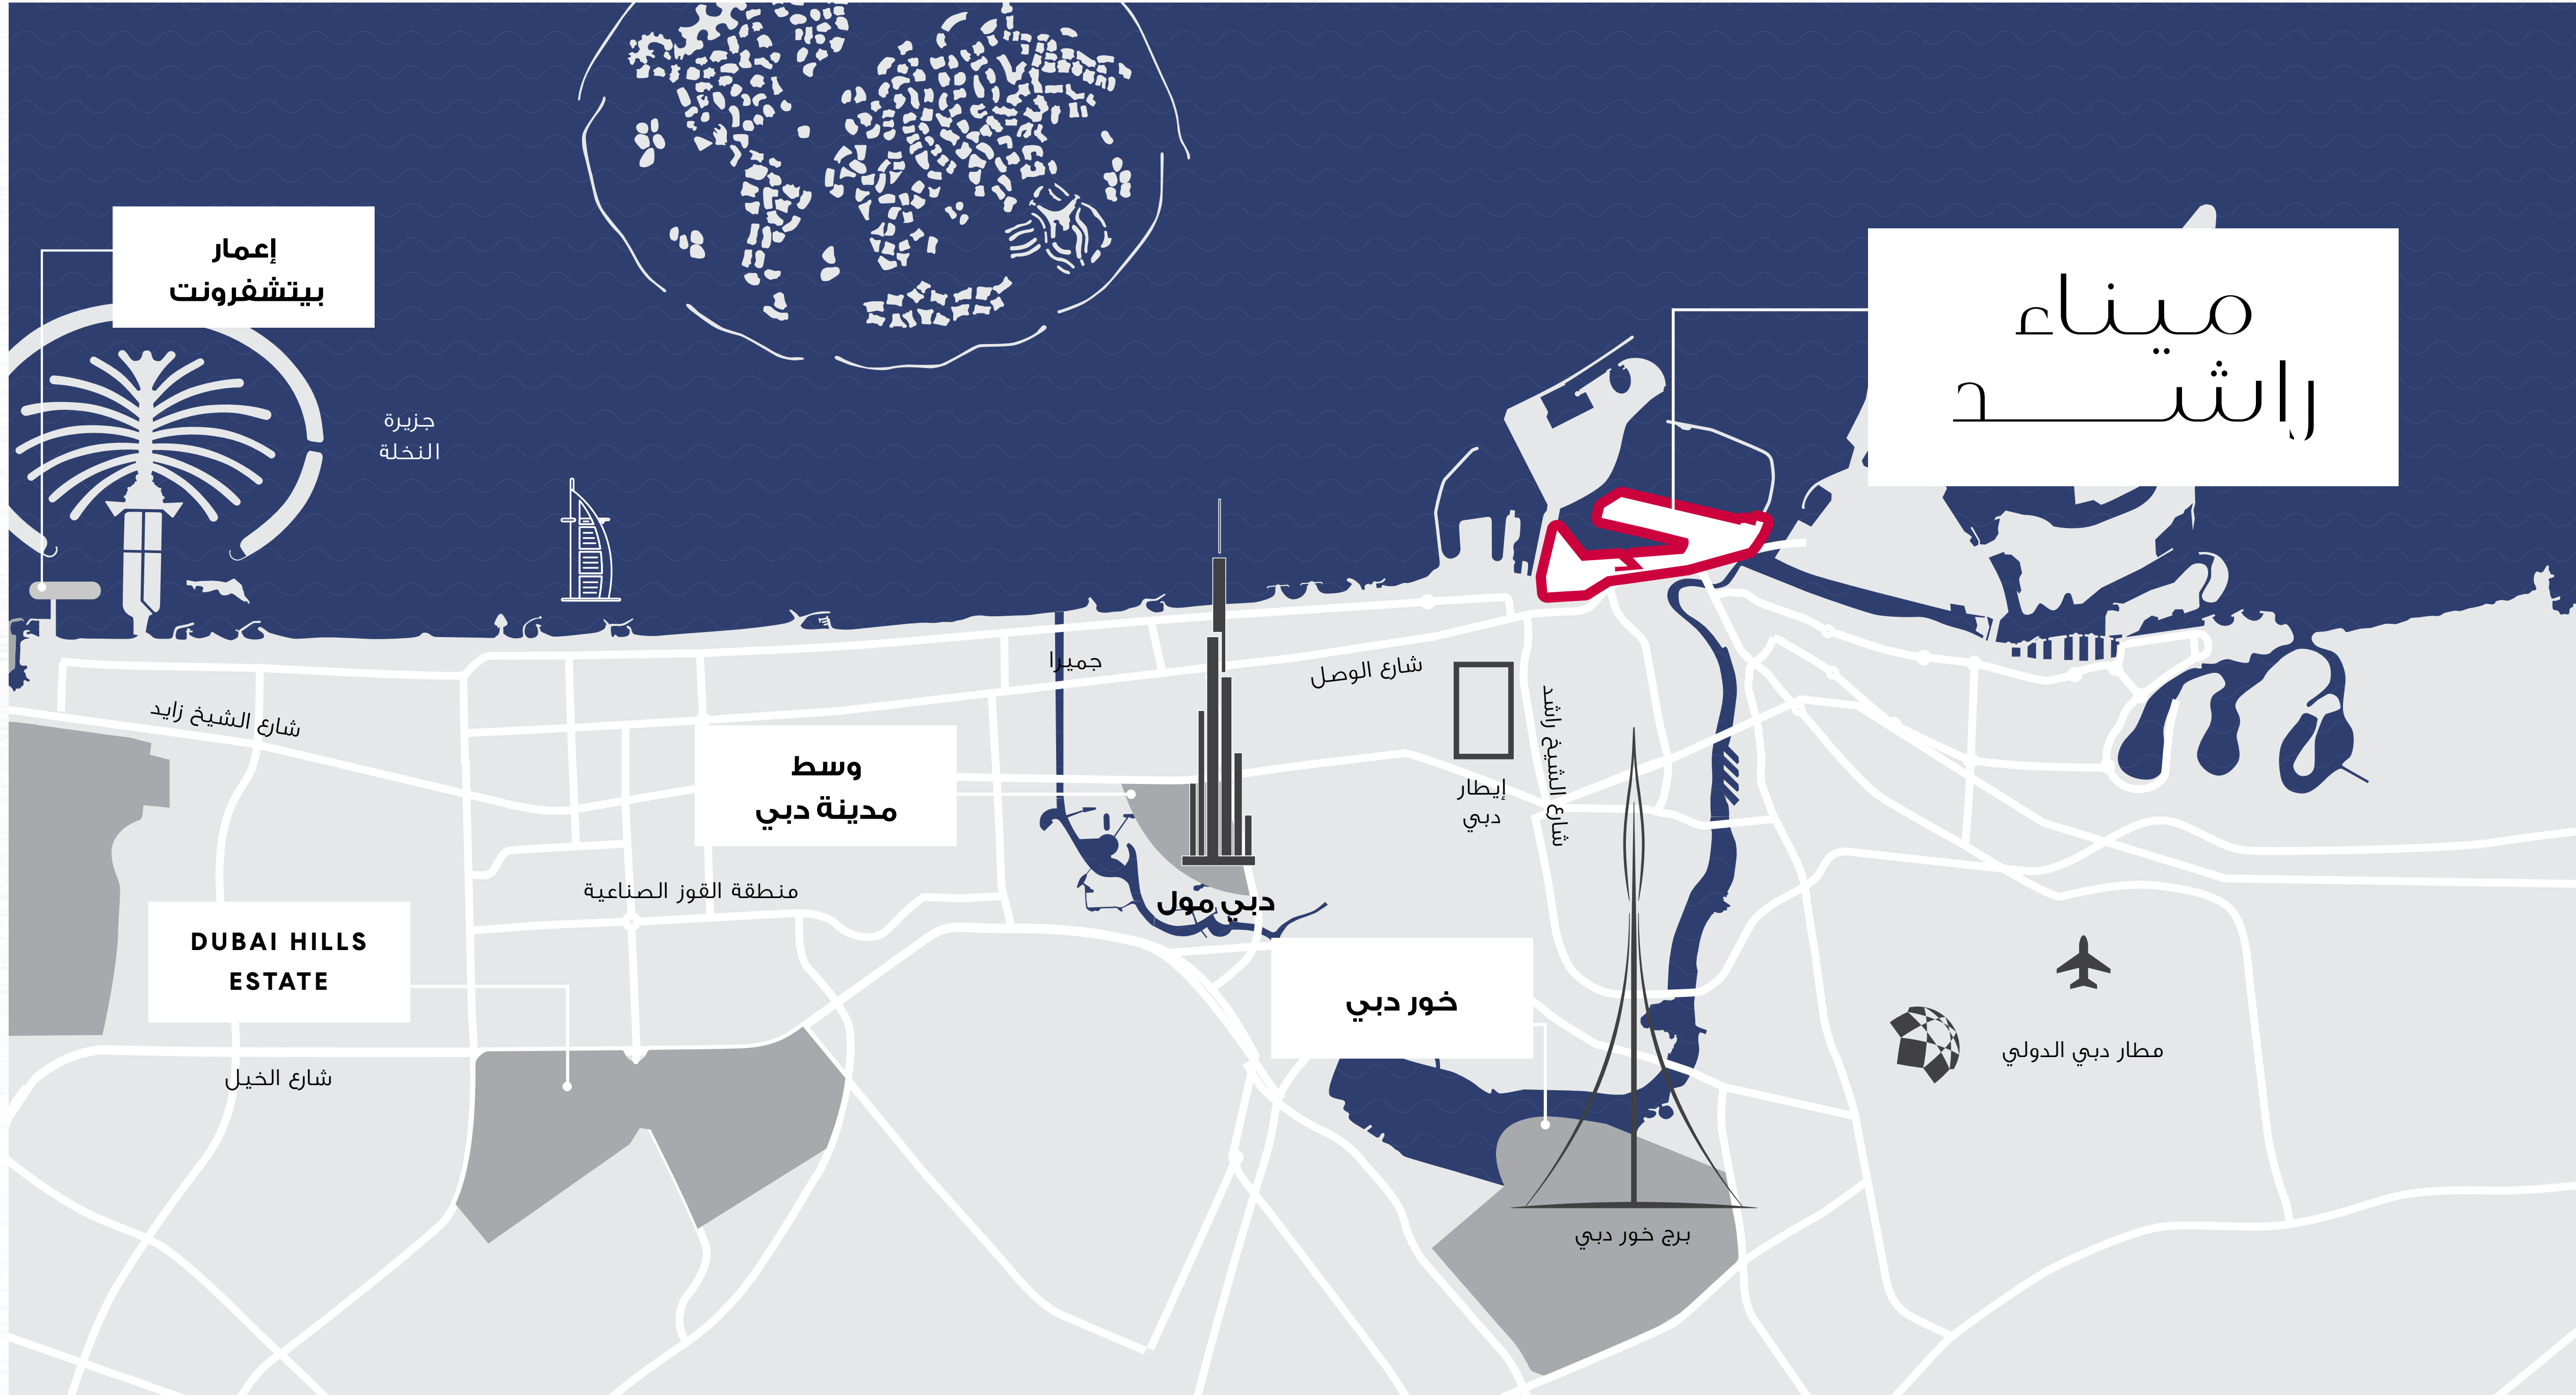 ميناء
راشد
إعمار
بيتشفرونت
جزيرة
النخلة
جميرا
شارع الوصل
شارع الشيخ راشد
إيطار
دبي
شارع الشيخ زايد
وسط
مدينة دبي
منطقة القوز الصناعية
دبي مول
DUBAI HILLS
ESTATE
خور دبي
مطار دبي الدولي
شارع الخيل
برج خور دبي